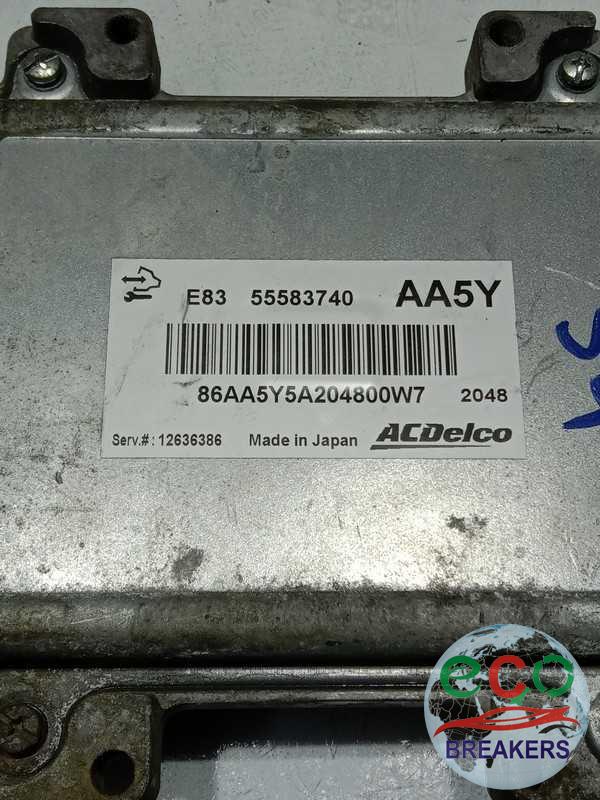 E83 55583740 AA5Y
86AA5Y5A204800W7 2048
Serv.#: 12636386 Made in Japan ACDelco
eco
BREAKERS